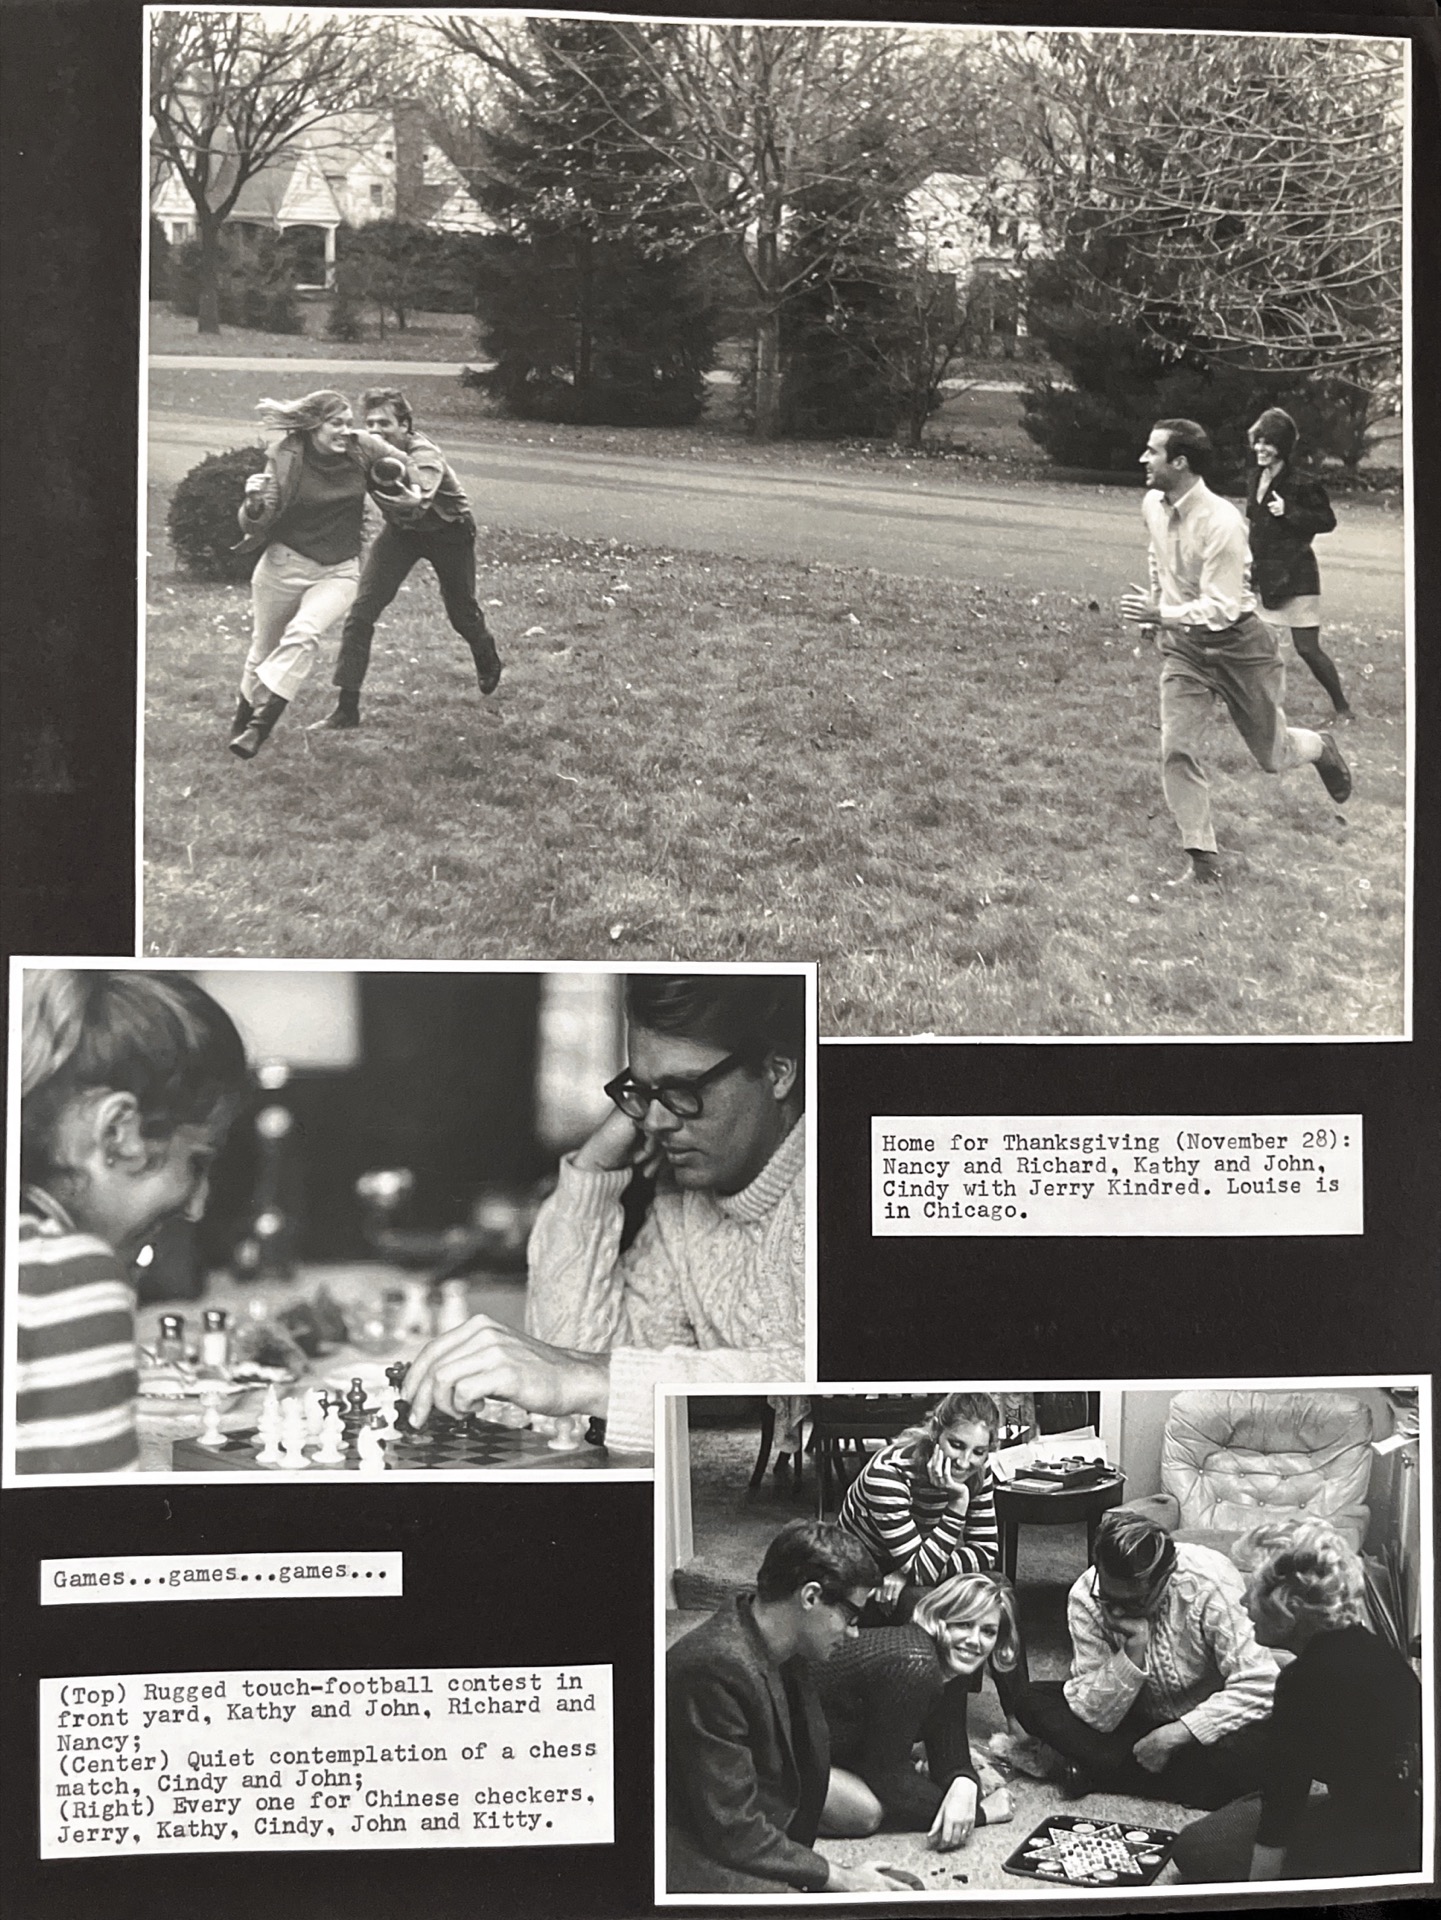 Home for Thanksgiving (November 28):
Nancy and Richard, Kathy and John,
Cindy with Jerry Kindred. Louise is
in Chicago.
Games...games...games...
(Top) Rugged touch-football contest in
front yard, Kathy and John, Richard and
Nancy;
(Center) Quiet contemplation of a chess
match, Cindy and John;
(Right) Every one for Chinese checkers,
Jerry, Kathy, Cindy, John and Kitty.